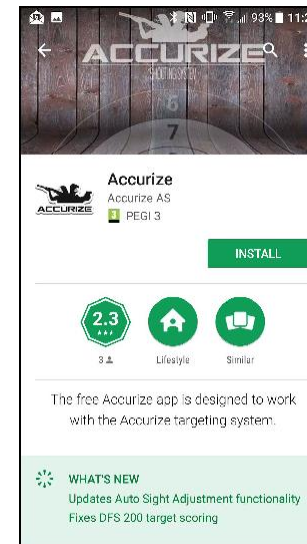 93% 11:2
ACCURIZE
SHOOTING SYSTEM
6
7
Accurize
ACCURIZE
Accurize AS
3 PEGI 3
INSTALL
2.3
3
Lifestyle
Similar
The free Accurize app is designed to work
with the Accurize targeting system.
WHAT'S NEW
Updates Auto Sight Adjustment functionality
Fixes DFS 200 target scoring